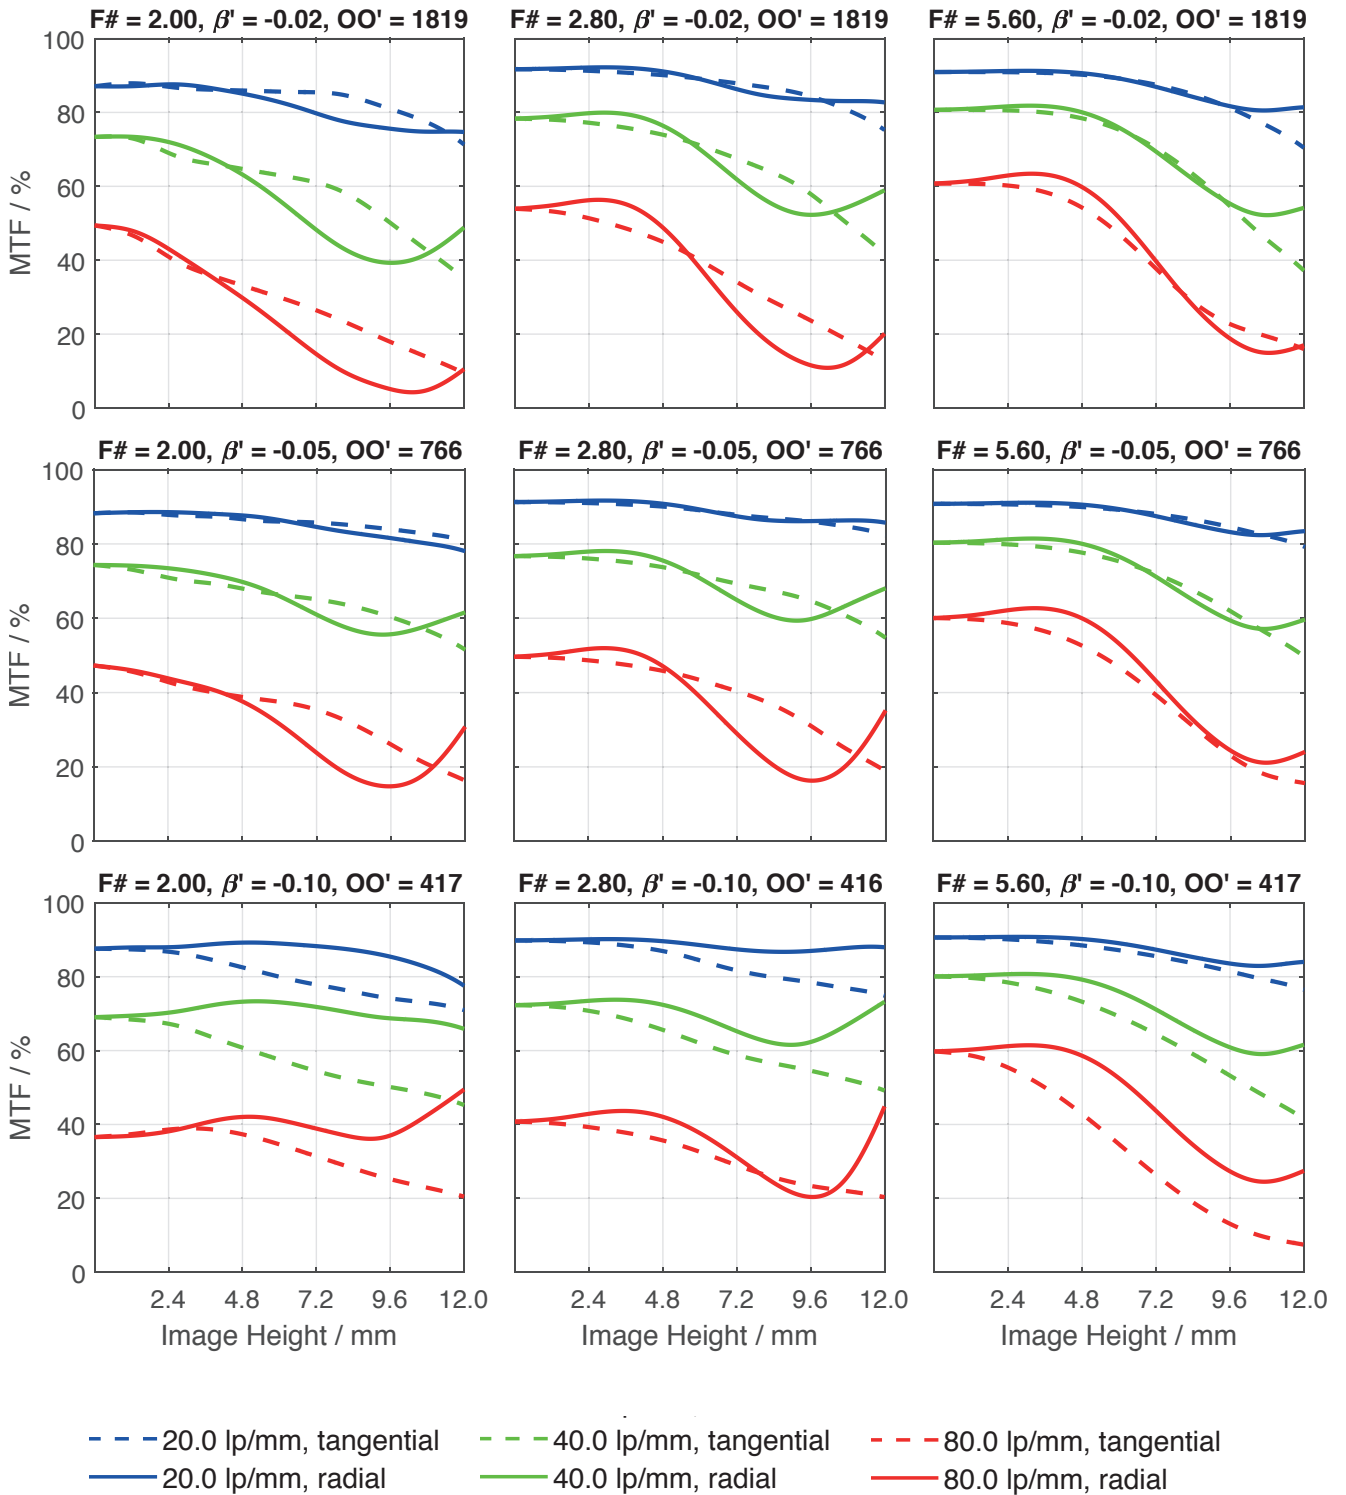 F# = 2.00, β' = -0.02, OO' = 1819
F# = 2.80, β' = -0.02, OO' = 1819
F# = 5.60, β' = -0.02, OO' = 1819
100
80
60
40
20
0
MTF / %
F# = 2.00, β' = -0.05, OO' = 766
F# = 2.80, β' = -0.05, OO' = 766
F# = 5.60, β' = -0.05, OO' = 766
100
80
60
40
20
0
MTF / %
F# = 2.00, β' = -0.10, OO' = 417
F# = 2.80, β' = -0.10, OO' = 416
F# = 5.60, β' = -0.10, OO' = 417
100
80
60
40
20
0
MTF / %
2.4 4.8 7.2 9.6 12.0
2.4 4.8 7.2 9.6 12.0
2.4 4.8 7.2 9.6 12.0
Image Height / mm
Image Height / mm
Image Height / mm
20.0 lp/mm, tangential
40.0 lp/mm, tangential
80.0 lp/mm, tangential
20.0 lp/mm, radial
40.0 lp/mm, radial
80.0 lp/mm, radial